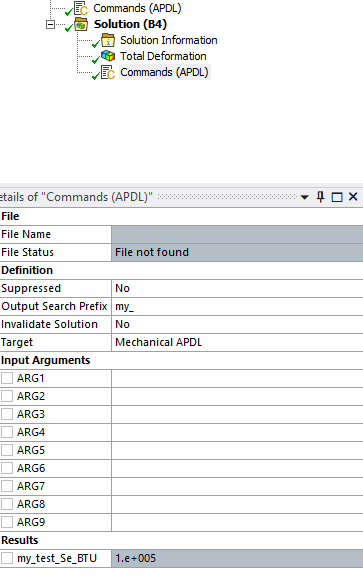 Commands (APDL)
Solution (B4)
Solution Information
Total Deformation
Commands (APDL)
etails of "Commands (APDL)"
File
File Name
File Status File not found
Definition
Suppressed No
Output Search Prefix my_
Invalidate Solution No
Target Mechanical APDL
Input Arguments
ARG1
ARG2
ARG3
ARG4
ARG5
ARG6
ARG7
ARG8
ARG9
Results
my_test_Se_BTU 1.e+005